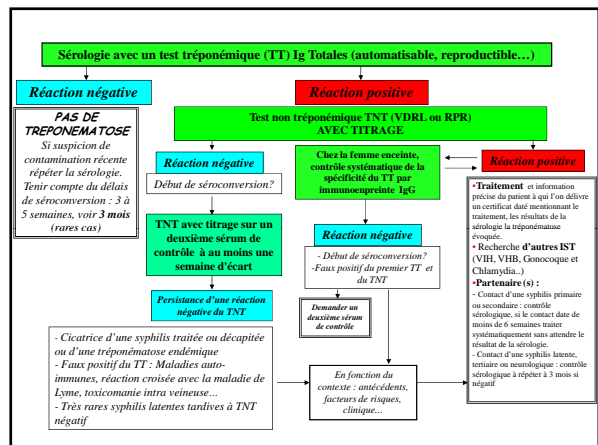 Sérologie avec un test tréponémique (TT) Ig Totales (automatisable, reproductible…)
Réaction négative
Réaction positive
PAS DE
TREPONEMATOSE
Si suspicion de
contamination récente
répéter la sérologie.
Tenir compte du délais
de séroconversion : 3 à
5 semaines, voir 3 mois
(rares cas)
Test non tréponémique TNT (VDRL ou RPR)
AVEC TITRAGE
Réaction négative
Début de séroconversion?
TNT avec titrage sur un
deuxième sérum de
contrôle à au moins une
semaine d'écart
Persistance d'une réaction
négative du TNT
- Cicatrice d'une syphilis traitée ou décapitée
ou d'une tréponématose endémique
- Faux positif du TT : Maladies auto-
immunes, réaction croisée avec la maladie de
Lyme, toxicomanie intra veineuse…
- Très rares syphilis latentes tardives à TNT
négatif
Chez la femme enceinte,
contrôle systématique de la
spécificité du TT par
immunoempreinte IgG
Réaction négative
- Début de séroconversion?
-Faux positif du premier TT et
du TNT
Demander un
deuxième sérum
de contrôle
En fonction du
contexte : antécédents,
facteurs de risques,
clinique…
Réaction positive
•Traitement et information
précise du patient à qui l'on délivre
un certificat daté mentionnant le
traitement, les résultats de la
sérologie la tréponématose
évoquée.
• Recherche d'autres IST
(VIH, VHB, Gonocoque et
Chlamydia..)
•Partenaire (s) :
- Contact d'une syphilis primaire
ou secondaire : contrôle
sérologique, si le contact date de
moins de 6 semaines traiter
systématiquement sans attendre le
résultat de la sérologie.
- Contact d'une syphilis latente,
tertiaire ou neurologique : contrôle
sérologique à répéter à 3 mois si
négatif